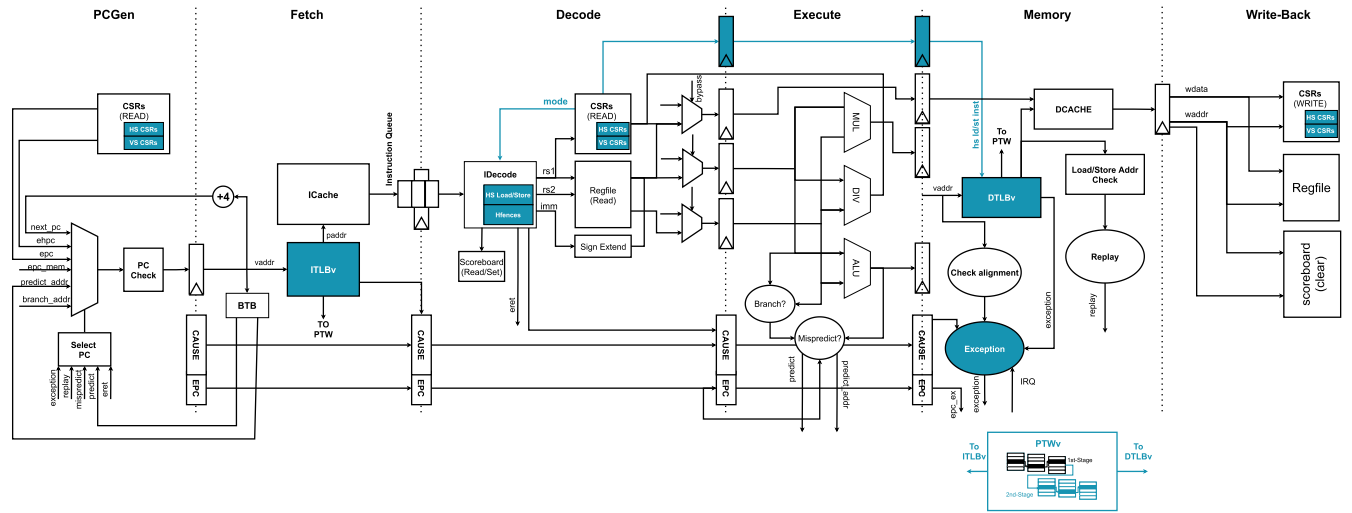 PCGen
Fetch
Decode
Execute
Memory
Write-Back
CSRs
(READ)
HS CSRs
VS CSRs
+4
next_pc
ehpc
epc
epc_mem
predict_addr
branch_addr
PC
Check
Select
PC
exception
replay
mispredict
predict
eret
CAUSE
EPC
ICache
paddr
vaddr
ITLBv
BTB
TO
PTW
Instruction Queue
CAUSE
EPC
mode
IDecode
HS Load/Store
Hfences
rs1
rs2
imm
Scoreboard
(Read/Set)
eret
CSRs
(READ)
HS CSRs
VS CSRs
Regfile
(Read)
Sign Extend
bypass
CAUSE
EPC
MUL
DIV
ALU
Branch?
Mispredict?
predict
predict_addr
CAUSE
EPC
epc_ex
hs ld/st inst
To
PTW
vaddr
DTLBv
DCACHE
Load/Store Addr
Check
Check alignment
Replay
replay
exception
Exception
exception
IRQ
wdata
waddr
CSRs
(WRITE)
HS CSRs
VS CSRs
Regfile
scoreboard
(clear)
To
ITLBv
PTWv
1st-Stage
2nd-Stage
To
DTLBv